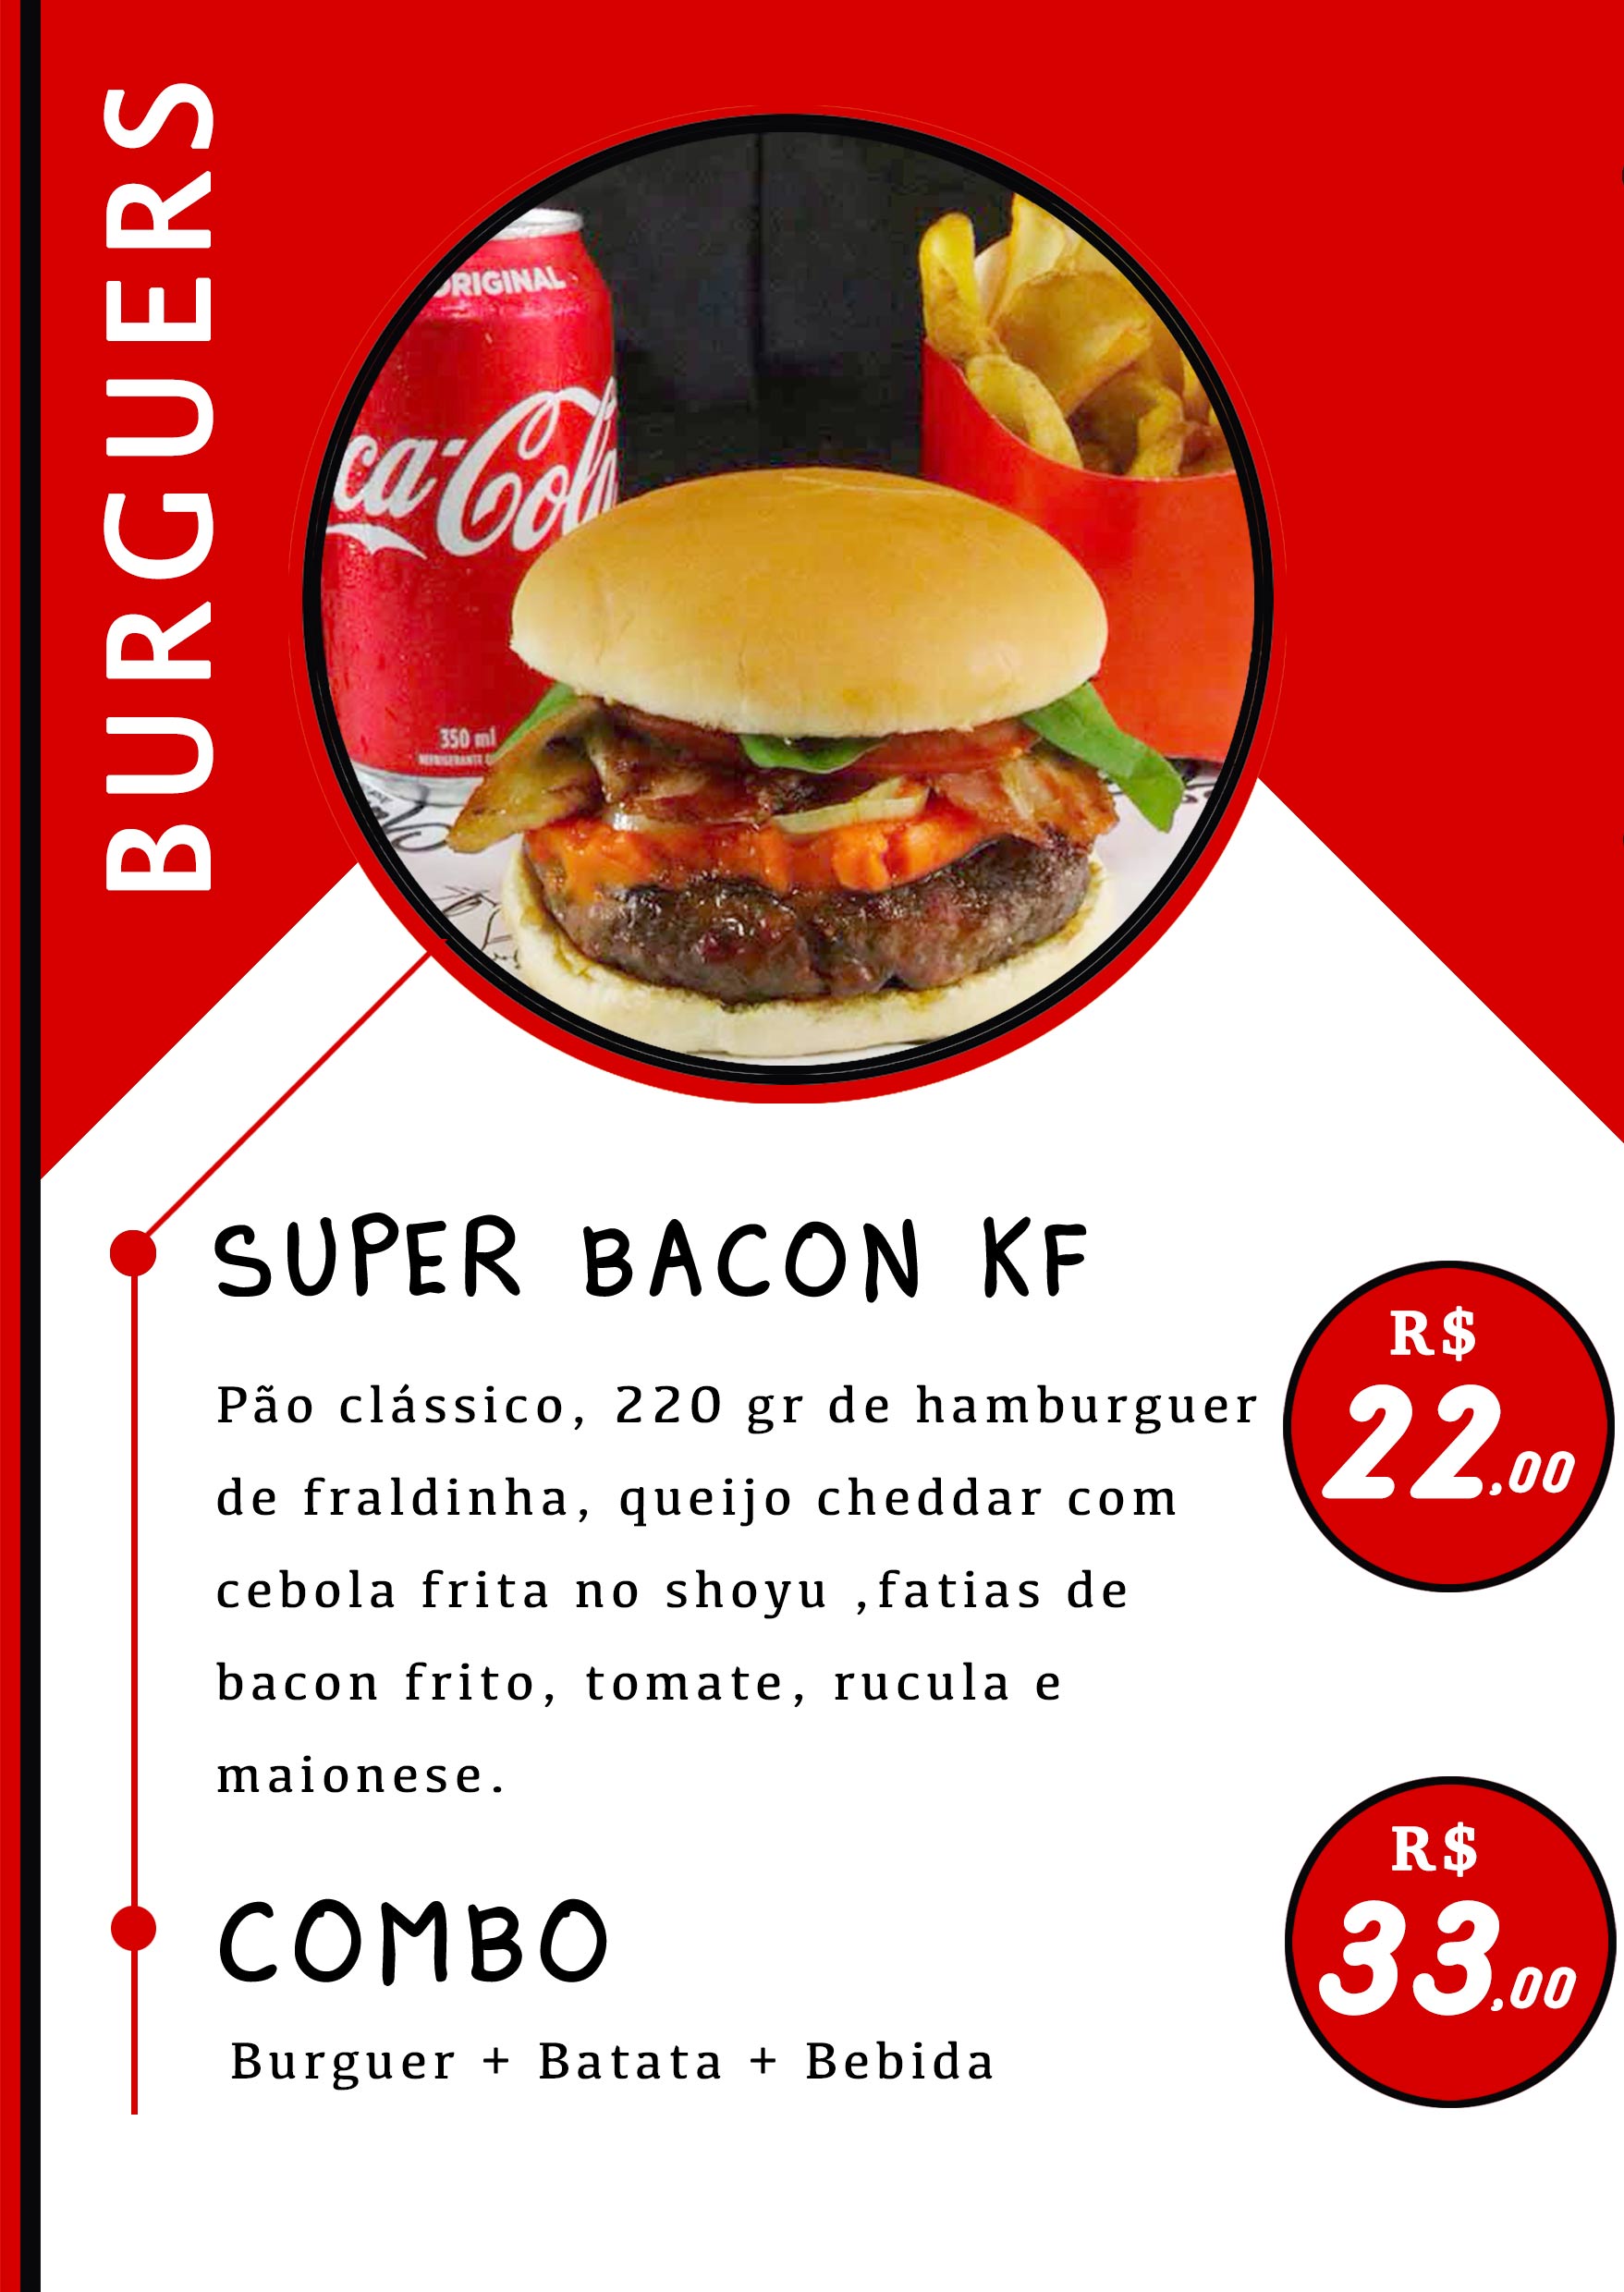 BURGUERS
ORIGINAL
ca-Cola
350 ml
SUPER BACON KF
Pão clássico, 220 gr de hamburguer
de fraldinha, queijo cheddar com
cebola frita no shoyu ,fatias de
bacon frito, tomate, rucula e
maionese.
R$
22,00
COMBO
Burguer + Batata + Bebida
R$
33,00